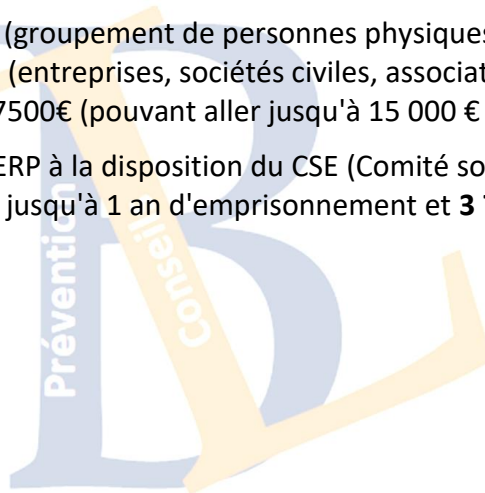 (groupement de personnes physiques
(entreprises, sociétés civiles, associat
7500€ (pouvant aller jusqu'à 15 000 €
ERP à la disposition du CSE (Comité so
jusqu'à 1 an d'emprisonnement et 3
Prévention
Conseil